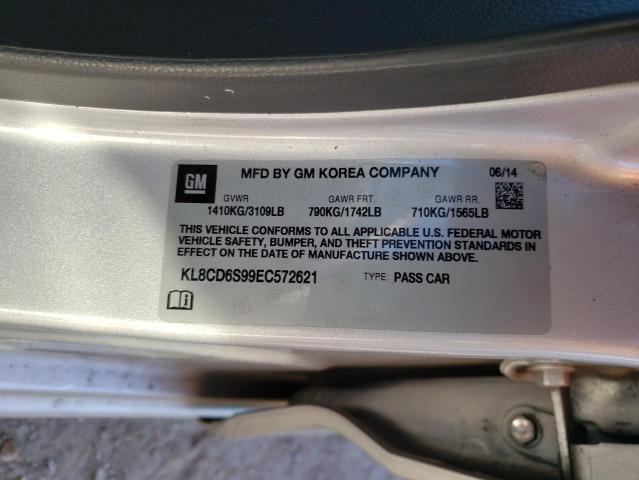 GM
MFD BY GM KOREA COMPANY 06/14
GVWR GAWR FRT. GAWR RR.
1410KG/3109LB 790KG/1742LB 710KG/1565LB
THIS VEHICLE CONFORMS TO ALL APPLICABLE U.S. FEDERAL MOTOR
VEHICLE SAFETY, BUMPER, AND THEFT PREVENTION STANDARDS IN
EFFECT ON THE DATE OF MANUFACTURE SHOWN ABOVE.
KL8CD6S99EC572621 TYPE: PASS CAR